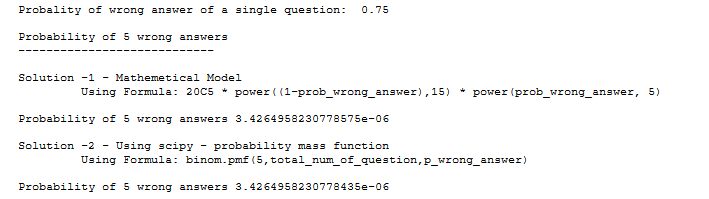 Probality of wrong answer of a single question:  0.75
Probability of 5 wrong answers
----------------------------
Solution -1 - Mathemetical Model
Using Formula: 20C5 * power((1-prob_wrong_answer),15) * power(prob_wrong_answer, 5)
Probability of 5 wrong answers 3.4264958230778575e-06
Solution -2 - Using scipy - probability mass function
Using Formula: binom.pmf(5,total_num_of_question,p_wrong_answer)
Probability of 5 wrong answers 3.4264958230778435e-06